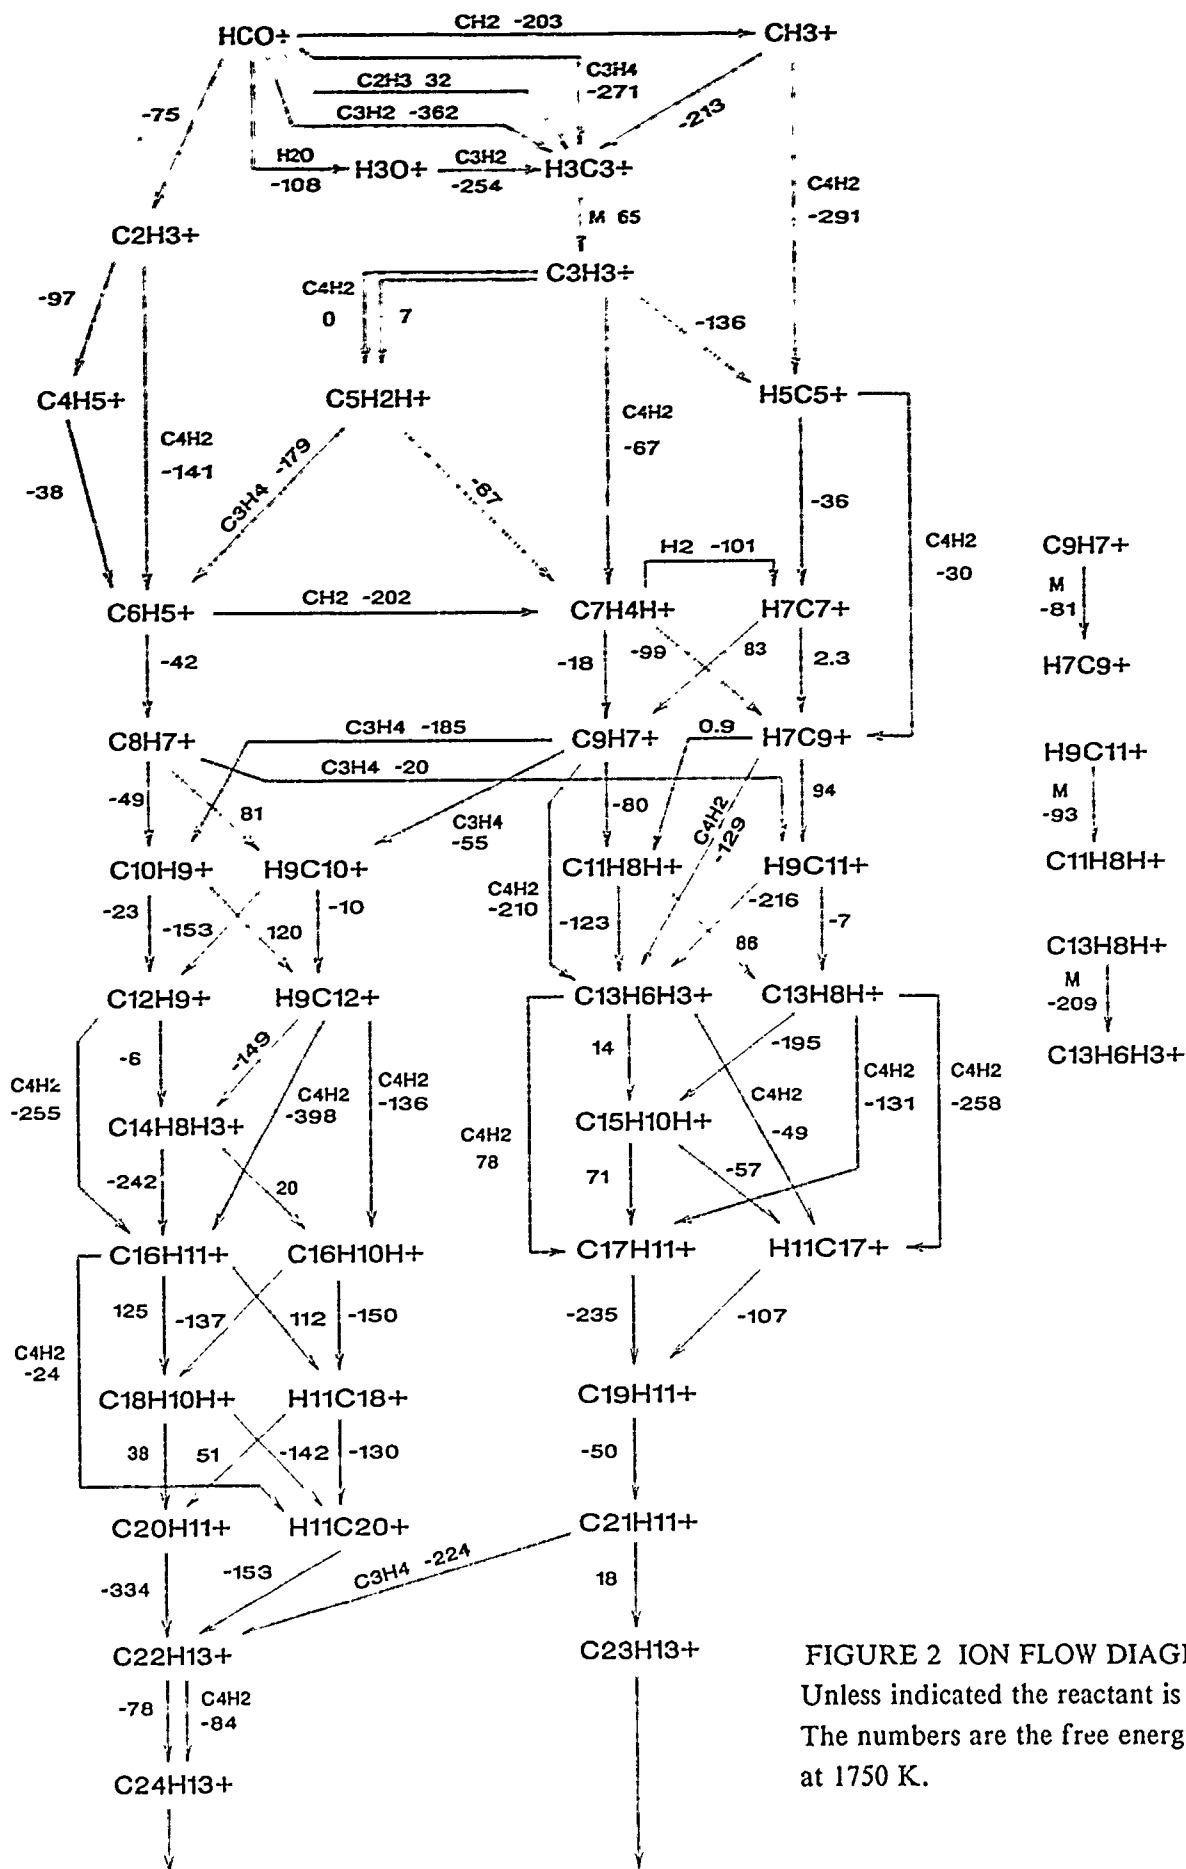 CH2 -203
HCO+
CH3+
C3H4
-271
C2H3 32
C3H2 -362
-75
-213
H2O
-108
H3O+
C3H2
-254
H3C3+
C4H2
-291
M 65
C2H3+
C3H3+
-97
C4H2
0
7
-136
C4H5+
C5H2H+
H5C5+
C4H2
-141
C4H2
-67
-38
C3H4 -179
-67
-36
H2 -101
C4H2
-30
C9H7+
M
-81
H7C9+
C6H5+
CH2 -202
C7H4H+
H7C7+
-42
-18
-99
83
2.3
C8H7+
C3H4 -185
C9H7+
0.9
H7C9+
C3H4 -20
H9C11+
M
-93
C11H8H+
-49
81
C3H4
-55
-80
C4H2
-129
94
C10H9+
H9C10+
C11H8H+
H9C11+
C4H2
-210
-23
-153
120
-10
-123
-216
86
-7
C13H8H+
M
-209
C13H6H3+
C12H9+
H9C12+
C13H6H3+
C13H8H+
C4H2
-255
-6
-149
C4H2
-398
C4H2
-136
14
-195
C4H2
-49
C4H2
-131
C4H2
-258
C14H8H3+
C15H10H+
C4H2
78
-242
20
71
-57
C16H11+
C16H10H+
C17H11+
H11C17+
125
-137
112
-150
-235
-107
C4H2
-24
C18H10H+
H11C18+
C19H11+
38
51
-142
-130
-50
C20H11+
H11C20+
C21H11+
-334
-153
C3H4 -224
18
C22H13+
C23H13+
-78
C4H2
-84
C24H13+
FIGURE 2 ION FLOW
Unless indicated the reactant is
The numbers are the free
at 1750 K.